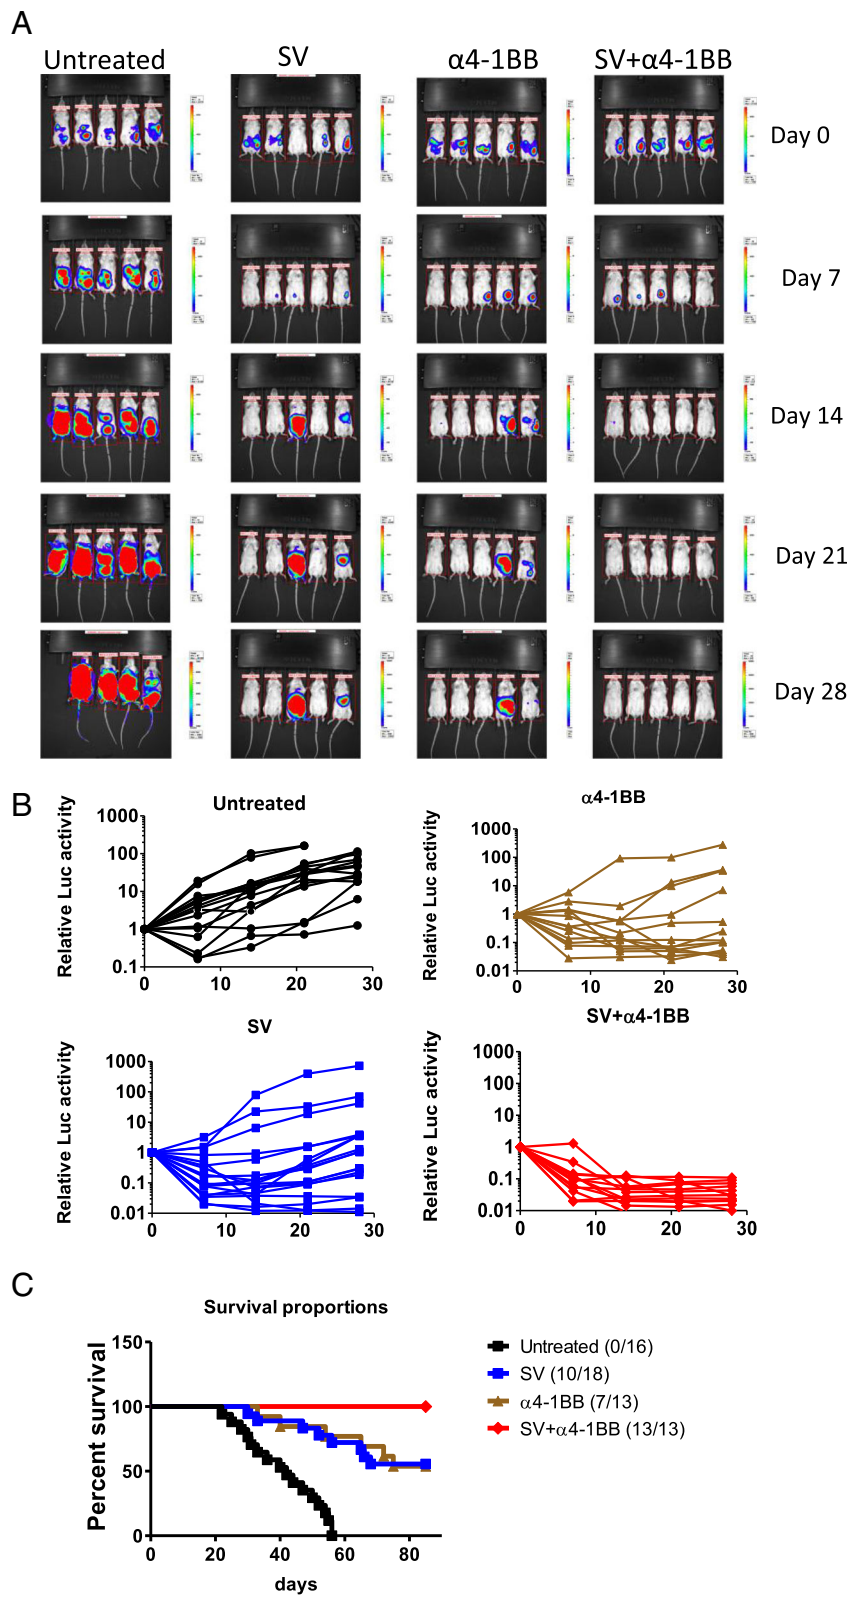 A
Untreated SV α4-1BB SV+α4-1BB
Day 0
Day 7
Day 14
Day 21
Day 28
B
Untreated
Relative Luc activity
1000
100
10
1
0.1
0 10 20 30
α4-1BB
Relative Luc activity
1000
100
10
1
0.1
0.01
0 10 20 30
SV
Relative Luc activity
1000
100
10
1
0.1
0.01
0 10 20 30
SV+α4-1BB
Relative Luc activity
1000
100
10
1
0.1
0.01
0 10 20 30
C
Survival proportions
Percent survival
150
100
50
0
0 20 40 60 80
days
Untreated (0/16)
SV (10/18)
α4-1BB (7/13)
SV+α4-1BB (13/13)